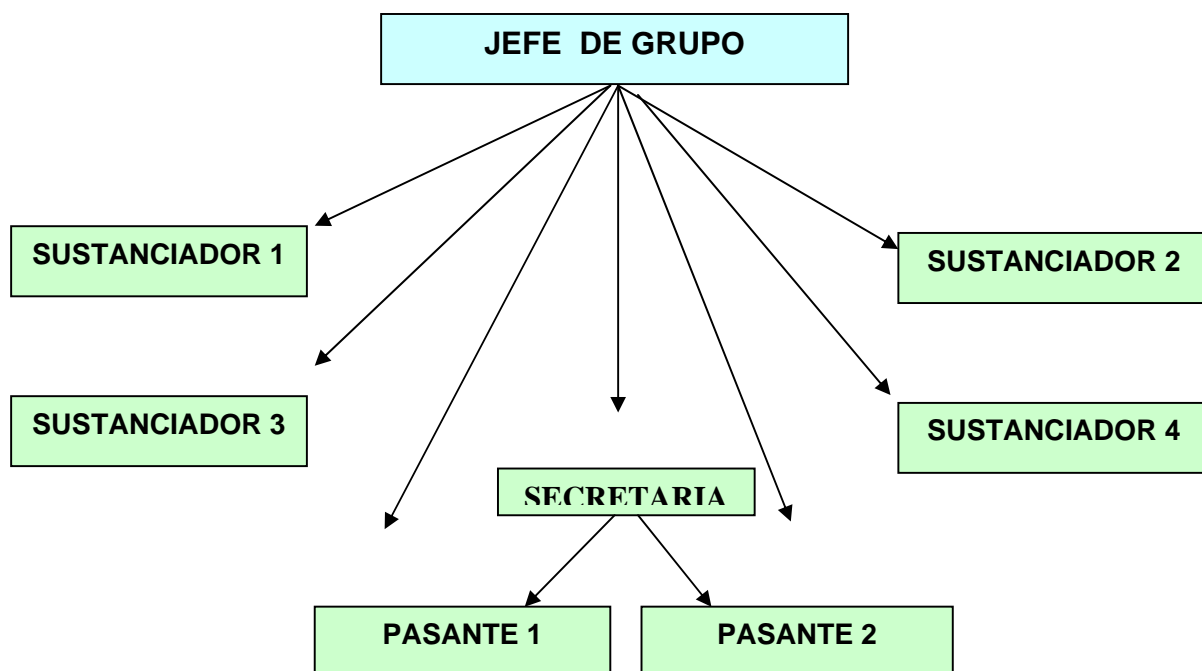 JEFE DE GRUPO
SUSTANCIADOR 1
SUSTANCIADOR 2
SUSTANCIADOR 3
SUSTANCIADOR 4
SECRETARIA
PASANTE 1
PASANTE 2